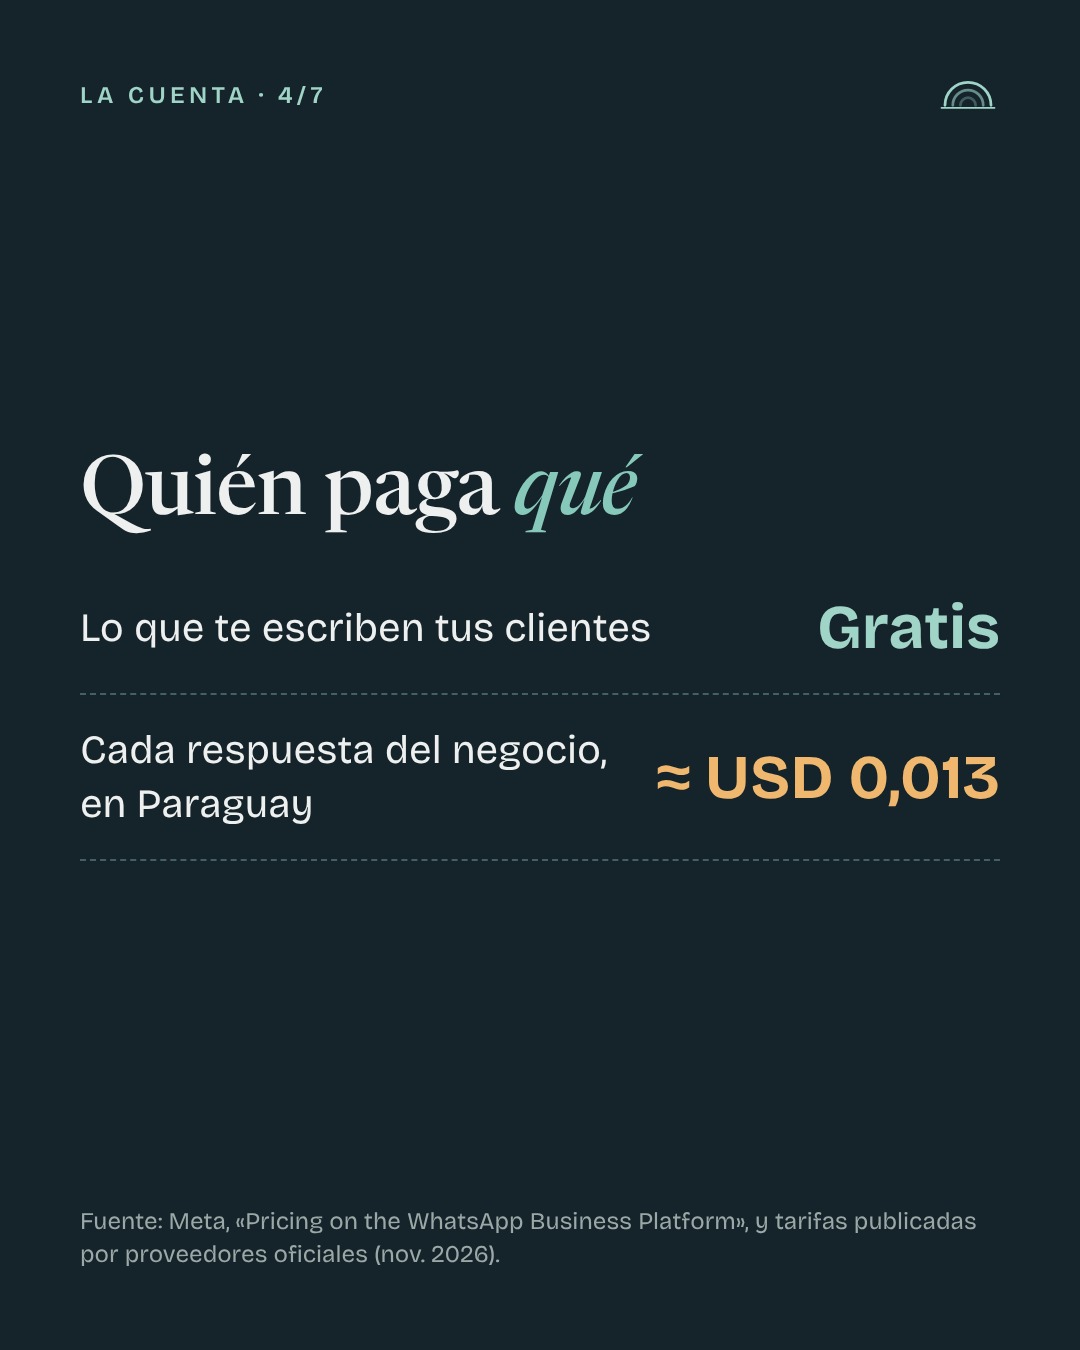 LA CUENTA · 4/7
Quién paga qué
Lo que te escriben tus clientes
Gratis
Cada respuesta del negocio,
en Paraguay
≈ USD 0,013
Fuente: Meta, «Pricing on the WhatsApp Business Platform», y tarifas publicadas
por proveedores oficiales (nov. 2026).